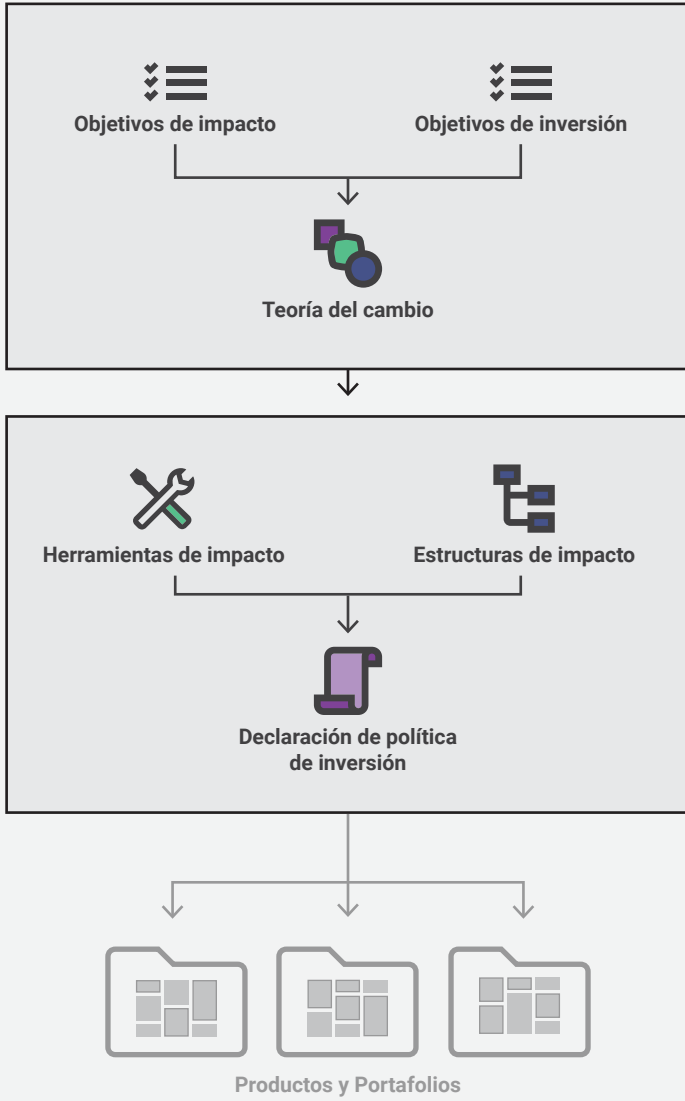 Objetivos de impacto
Objetivos de inversión
Teoría del cambio
Herramientas de impacto
Estructuras de impacto
Declaración de política
de inversión
Productos y Portafolios